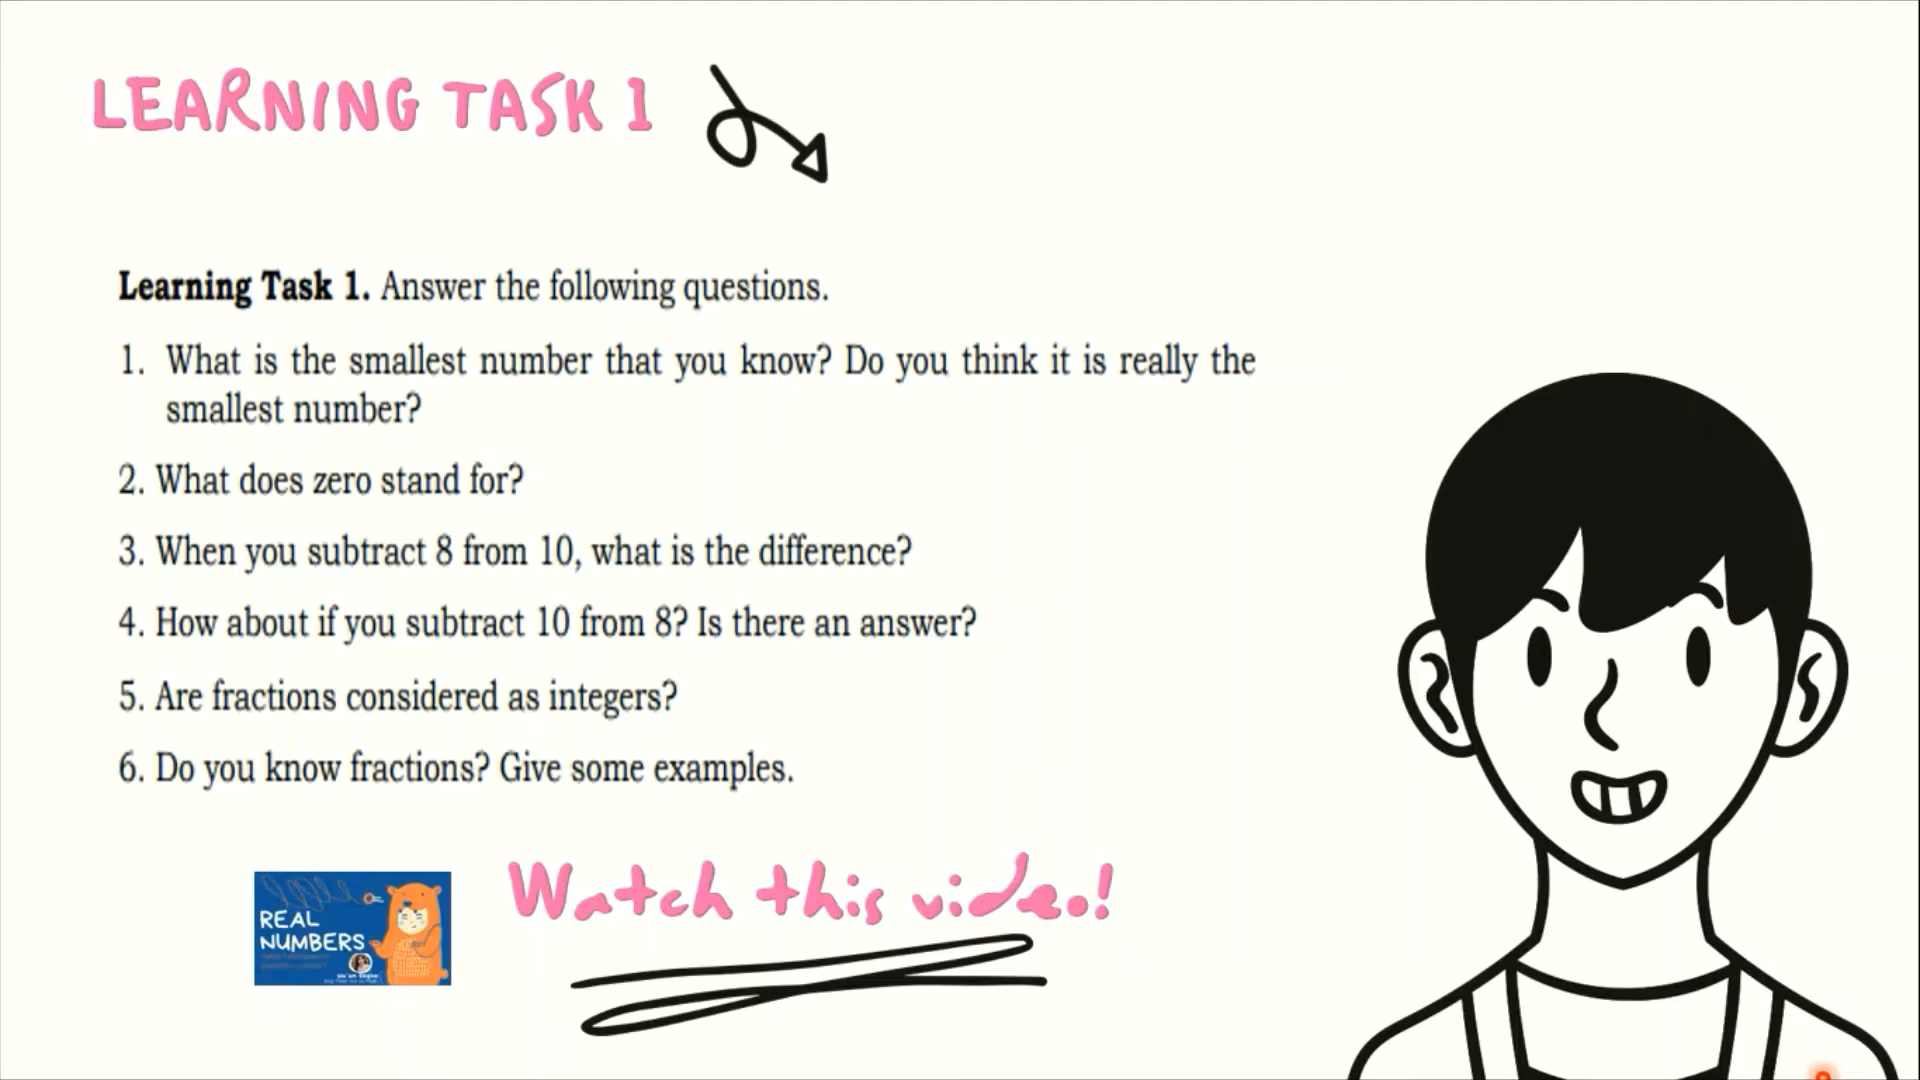 LEARNING TASK 1
Learning Task 1. Answer the following questions.
1. What is the smallest number that you know? Do you think it is really the
smallest number?
2. What does zero stand for?
3. When you subtract 8 from 10, what is the difference?
4. How about if you subtract 10 from 8? Is there an answer?
5. Are fractions considered as integers?
6. Do you know fractions? Give some examples.
Watch this video!
REAL
NUMBERS